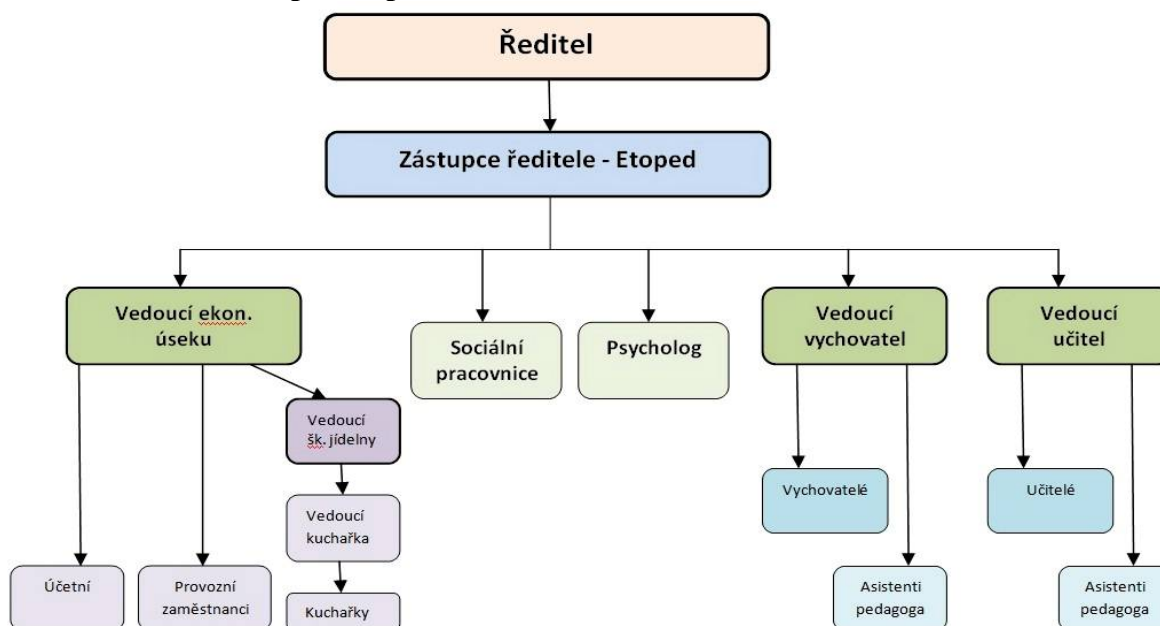 Ředitel
Zástupce ředitele - Etoped
Vedoucí ekon.
úseku
Sociální
pracovnice
Psycholog
Vedoucí
vychovatel
Vedoucí
učitel
Vedoucí
šk. jídelny
Vychovatelé
Učitelé
Vedoucí
kuchařka
Účetní
Provozní
zaměstnanci
Kuchařky
Asistenti
pedagoga
Asistenti
pedagoga